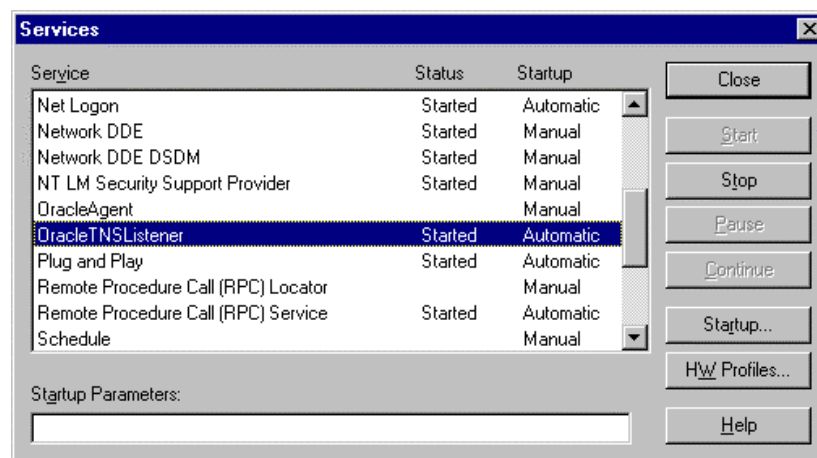 Services
Service Status Startup
Net Logon Started Automatic
Network DDE Started Manual
Network DDE DSDM Started Manual
NT LM Security Support Provider Started Manual
OracleAgent Manual
OracleTNSListener Started Automatic
Plug and Play Started Automatic
Remote Procedure Call (RPC) Locator Manual
Remote Procedure Call (RPC) Service Started Automatic
Schedule Manual
Startup Parameters:
Close
Start
Stop
Pause
Continue
Startup...
HW Profiles...
Help